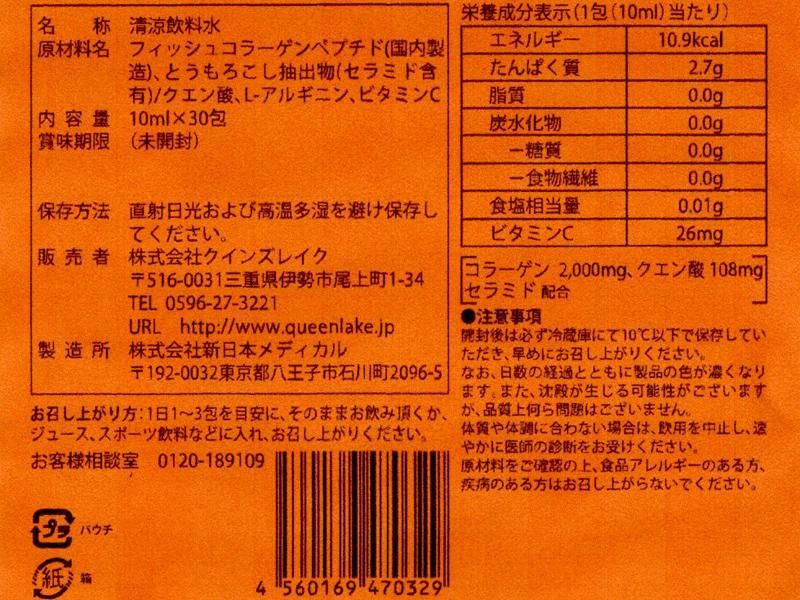 名称 清涼飲料水
原材料名 フィッシュコラーゲンペプチド(国内製
造)、とうもろこし抽出物(セラミド含
有)/クエン酸、L-アルギニン、ビタミンC
内容量 10ml×30包
賞味期限 (未開封)
保存方法 直射日光および高温多湿を避け保存し
てください。
販売者 株式会社クインズレイク
〒516-0031三重県伊勢市尾上町1-34
TEL 0596-27-3221
URL http://www.queenlake.jp
製造所 株式会社新日本メディカル
〒192-0032東京都八王子市石川町2096-5
お召し上がり方:1日1〜3包を目安に、そのままお飲み頂くか、
ジュース、スポーツ飲料などに入れ、お召し上がりください。
お客様相談室 0120-189109
プラ パウチ
紙 箱
4 560169 470329
栄養成分表示(1包(10ml)当たり)
エネルギー 10.9kcal
たんぱく質 2.7g
脂質 0.0g
炭水化物 0.0g
ー糖質 0.0g
ー食物繊維 0.0g
食塩相当量 0.01g
ビタミンC 26mg
コラーゲン 2,000mg、クエン酸 108mg
セラミド 配合
●注意事項
開封後は必ず冷蔵庫にて10℃以下で保存してい
ただき、早めにお召し上がりください。
なお、日数の経過とともに製品の色が濃くなり
ます。また、沈殿が生じる可能性がございます
が、品質上何ら問題はございません。
体質や体調に合わない場合は、飲用を中止し、速
やかに医師の診断をお受けください。
原材料をご確認の上、食品アレルギーのある方、
疾病のある方はお召し上がらないでください。